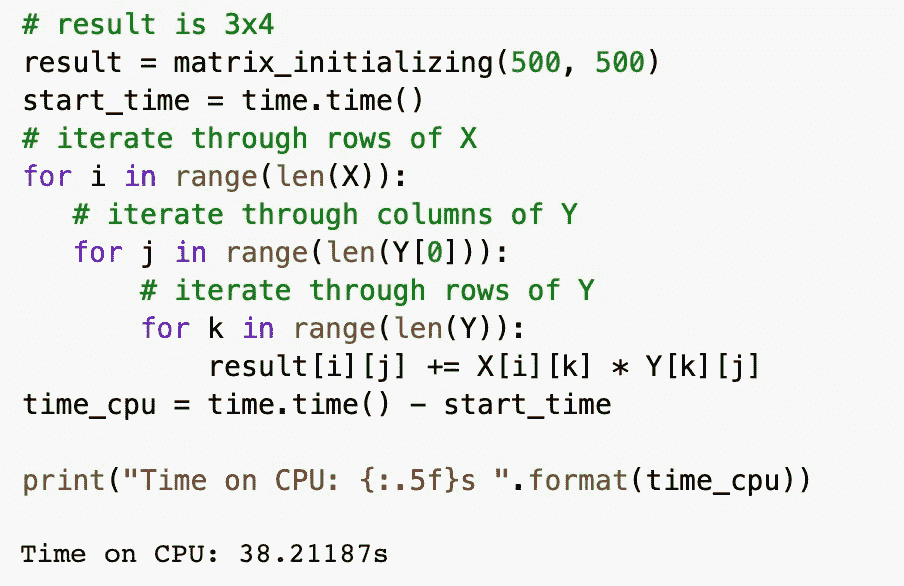 # result is 3x4
result = matrix_initializing(500, 500)
start_time = time.time()
# iterate through rows of X
for i in range(len(X)):
   # iterate through columns of Y
   for j in range(len(Y[0])):
       # iterate through rows of Y
       for k in range(len(Y)):
           result[i][j] += X[i][k] * Y[k][j]
time_cpu = time.time() - start_time

print("Time on CPU: {:.5f}s ".format(time_cpu))

Time on CPU: 38.21187s